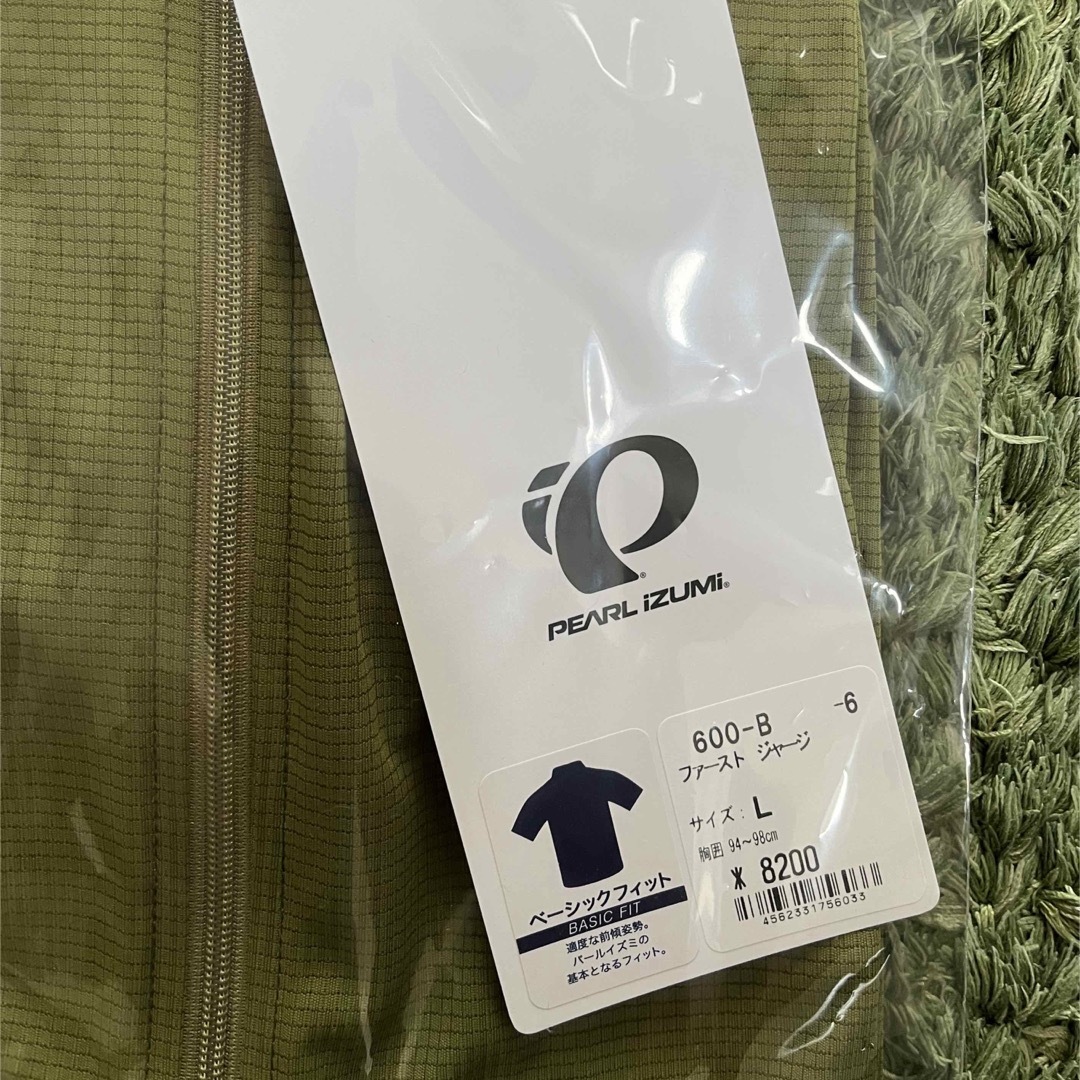 PEARL iZUMi®
600-B -6
ファースト ジャージ
サイズ: L
胸囲 94~98cm
¥ 8200
4562331756033
ベーシックフィット
BASIC FIT
適度な前傾姿勢。
パールイズミの
基本となるフィット。